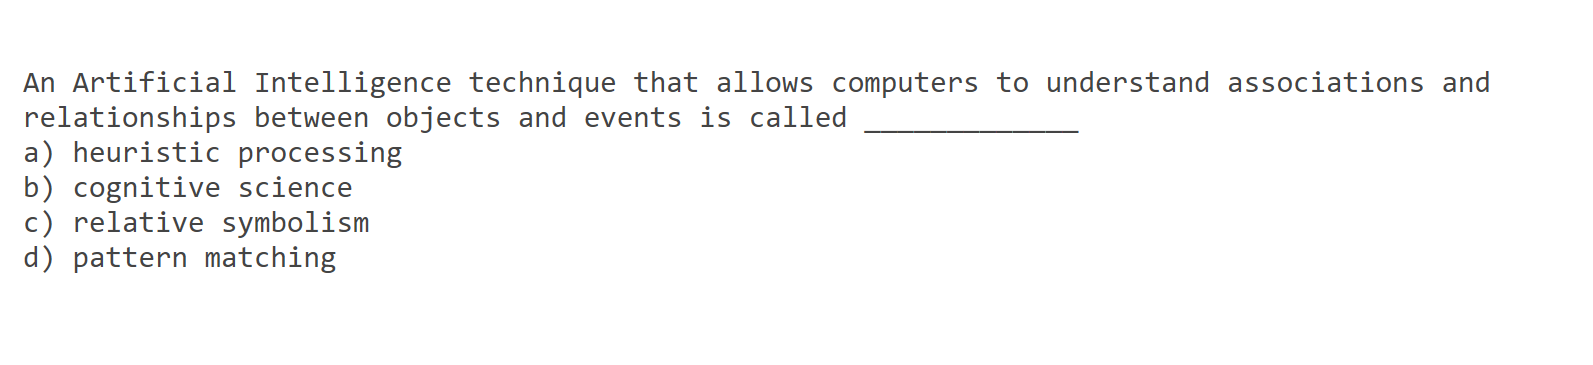 An Artificial Intelligence technique that allows computers to understand associations and
relationships between objects and events is called _____________
a) heuristic processing
b) cognitive science
c) relative symbolism
d) pattern matching